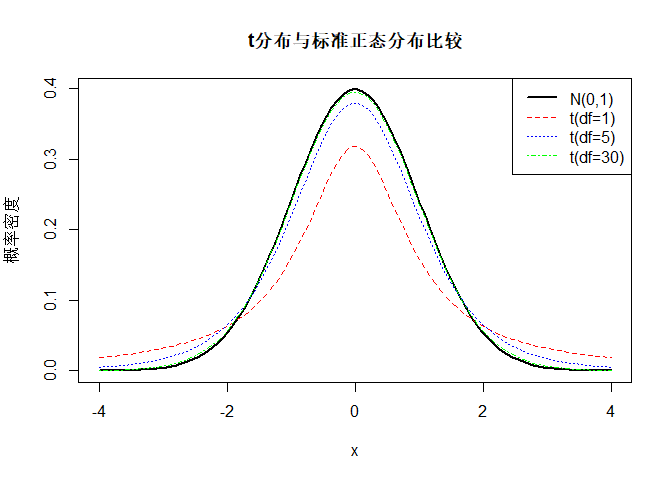 t分布与标准正态分布比较
N(0,1)
t(df=1)
t(df=5)
t(df=30)
概率密度
0.4
0.3
0.2
0.1
0.0
-4 -2 0 2 4
x